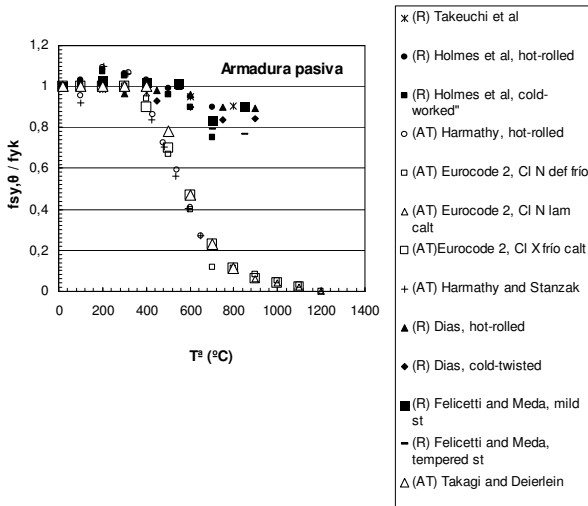 1,2
1
0,8
0,6
0,4
0,2
0
fsy,θ / fyk
Armadura pasiva
0 200 400 600 800 1000 1200 1400
Tª (ºC)
(R) Takeuchi et al
(R) Holmes et al, hot-rolled
(R) Holmes et al, cold-
worked"
(AT) Harmathy, hot-rolled
(AT) Eurocode 2, Cl N def frío
(AT) Eurocode 2, Cl N lam
calt
(AT)Eurocode 2, Cl X frío calt
(AT) Harmathy and Stanzak
(R) Dias, hot-rolled
(R) Dias, cold-twisted
(R) Felicetti and Meda, mild
st
(R) Felicetti and Meda,
tempered st
(AT) Takagi and Deierlein